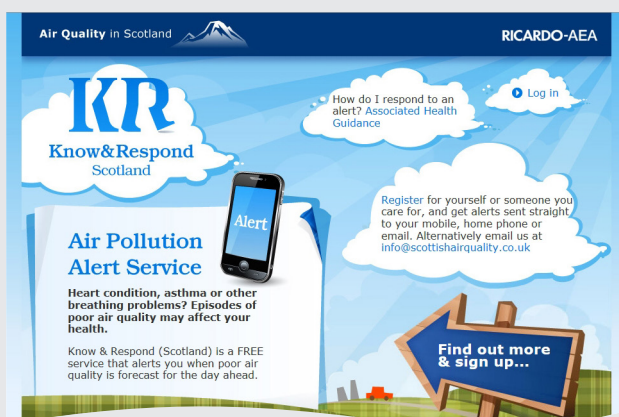 Air Quality in Scotland
RICARDO-AEA
KR
Know&Respond
Scotland
How do I respond to an
alert? Associated Health
Guidance
Log in
Register for yourself or someone you
care for, and get alerts sent straight
to your mobile, home phone or
email. Alternatively email us at
info@scottishairquality.co.uk
Alert
Air Pollution
Alert Service
Heart condition, asthma or other
breathing problems? Episodes of
poor air quality may affect your
health.
Know & Respond (Scotland) is a FREE
service that alerts you when poor air
quality is forecast for the day ahead.
Find out more
& sign up...